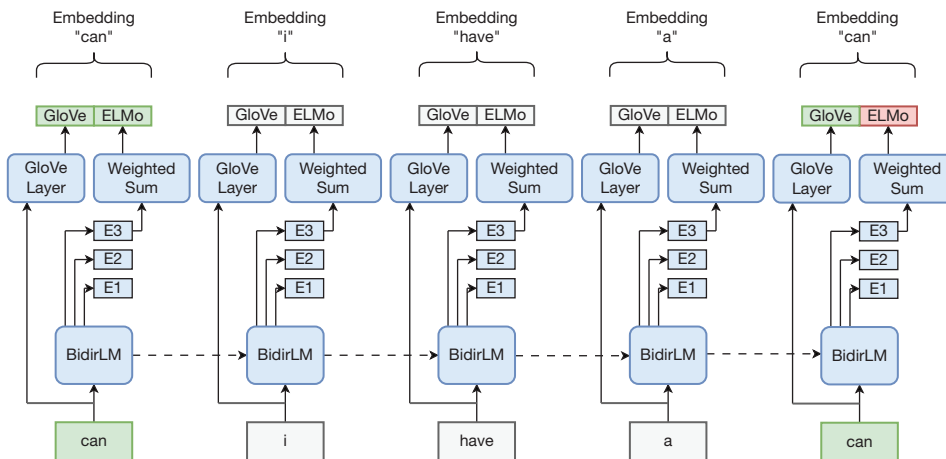 Embedding Embedding Embedding Embedding Embedding
"can" "i" "have" "a" "can"
GloVe ELMo GloVe ELMo GloVe ELMo GloVe ELMo GloVe ELMo
GloVe Weighted GloVe Weighted GloVe Weighted GloVe Weighted GloVe Weighted
Layer Sum Layer Sum Layer Sum Layer Sum Layer Sum
E3 E3 E3 E3 E3
E2 E2 E2 E2 E2
E1 E1 E1 E1 E1
BidirLM BidirLM BidirLM BidirLM BidirLM
can i have a can